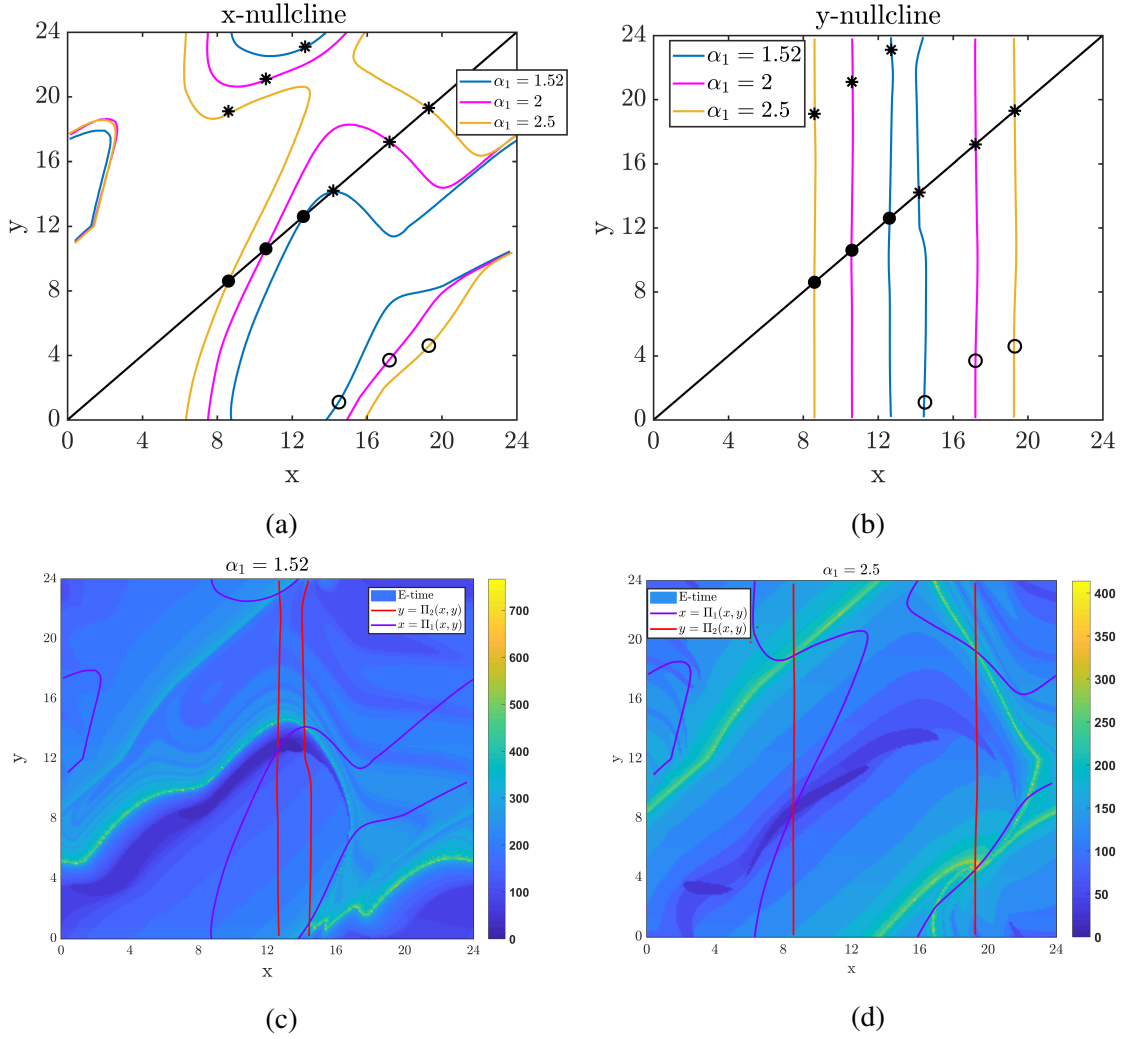 x-nullcline
24
20
16
12
8
4
0
y
0 4 8 12 16 20 24
x
α₁ = 1.52
α₁ = 2
α₁ = 2.5
(a)
y-nullcline
24
20
16
12
8
4
0
y
0 4 8 12 16 20 24
x
α₁ = 1.52
α₁ = 2
α₁ = 2.5
(b)
α₁ = 1.52
24
20
16
12
8
4
0
y
0 4 8 12 16 20 24
x
E-time
y = Π₂(x, y)
x = Π₁(x, y)
700
600
500
400
300
200
100
0
(c)
α₁ = 2.5
24
20
16
12
8
4
0
y
0 4 8 12 16 20 24
x
E-time
x = Π₁(x, y)
y = Π₂(x, y)
400
350
300
250
200
150
100
50
0
(d)